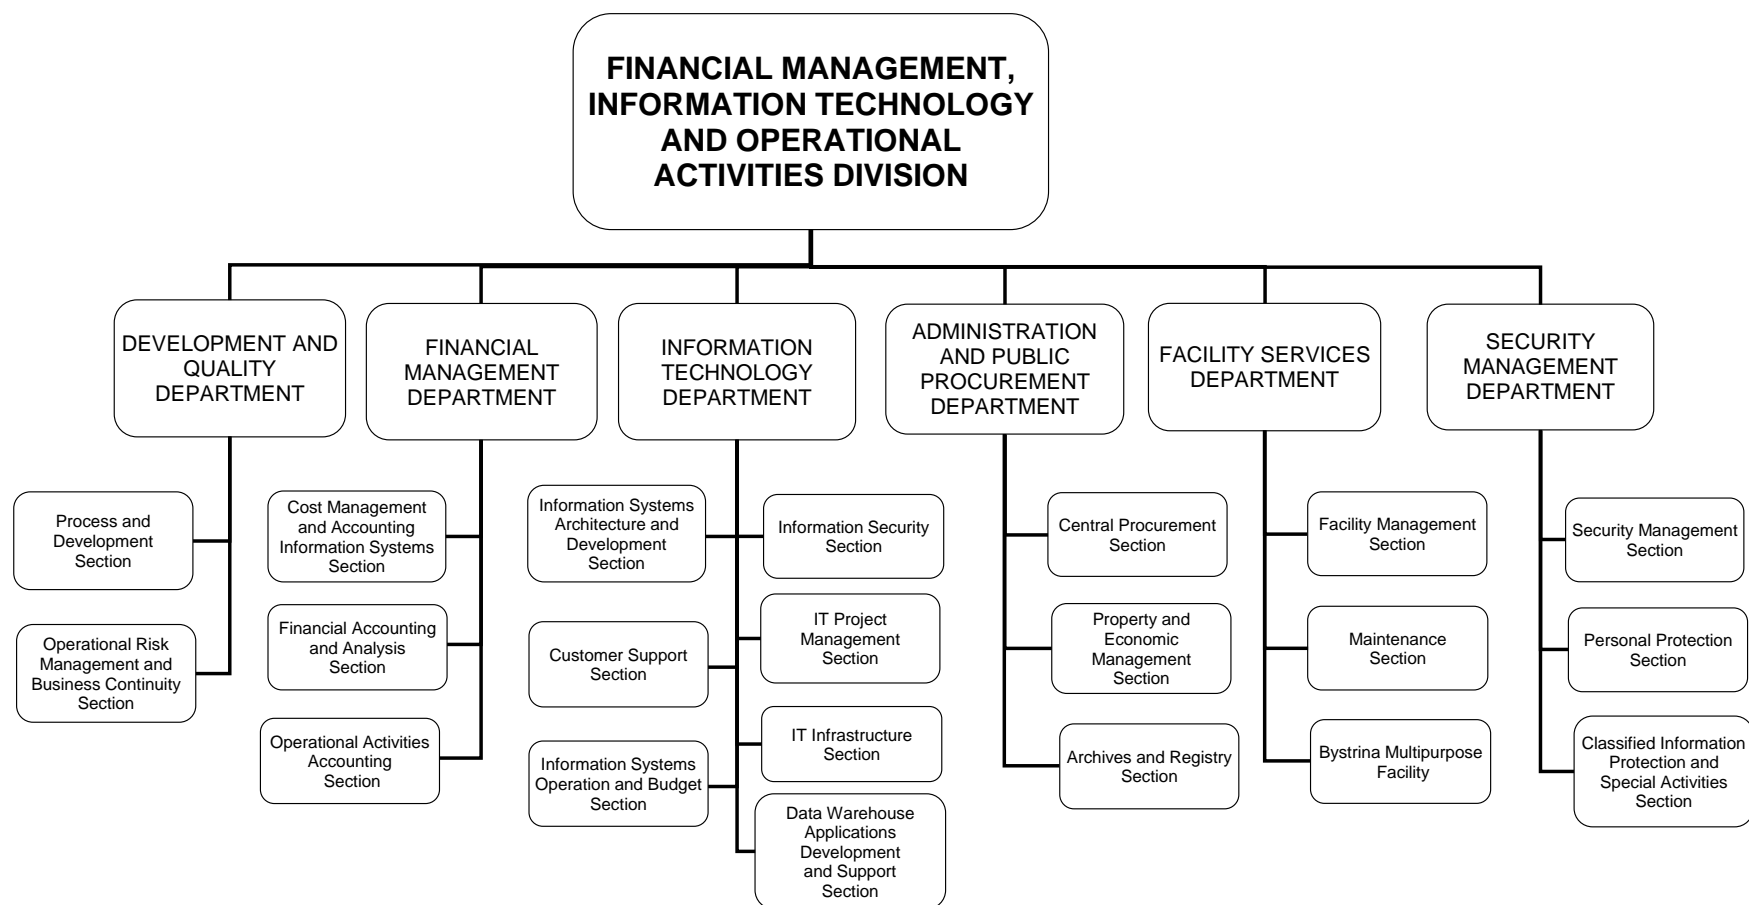 FINANCIAL MANAGEMENT,
INFORMATION TECHNOLOGY
AND OPERATIONAL
ACTIVITIES DIVISION
DEVELOPMENT AND
QUALITY
DEPARTMENT
FINANCIAL
MANAGEMENT
DEPARTMENT
INFORMATION
TECHNOLOGY
DEPARTMENT
ADMINISTRATION
AND PUBLIC
PROCUREMENT
DEPARTMENT
FACILITY SERVICES
DEPARTMENT
SECURITY
MANAGEMENT
DEPARTMENT
Process and
Development
Section
Operational Risk
Management and
Business Continuity
Section
Cost Management
and Accounting
Information Systems
Section
Financial Accounting
and Analysis
Section
Operational Activities
Accounting
Section
Information Systems
Architecture and
Development
Section
Customer Support
Section
Information Systems
Operation and Budget
Section
Information Security
Section
IT Project
Management
Section
IT Infrastructure
Section
Data Warehouse
Applications
Development
and Support
Section
Central Procurement
Section
Property and
Economic
Management
Section
Archives and Registry
Section
Facility Management
Section
Maintenance
Section
Bystrina Multipurpose
Facility
Security Management
Section
Personal Protection
Section
Classified Information
Protection and
Special Activities
Section